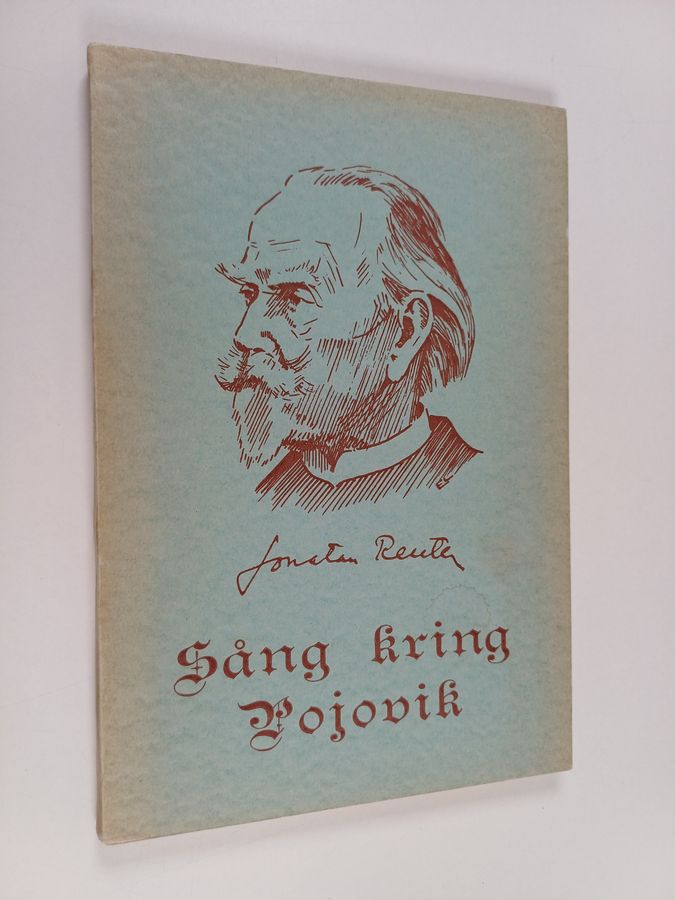 Jonatan Reuter
Sång kring
Pojovik